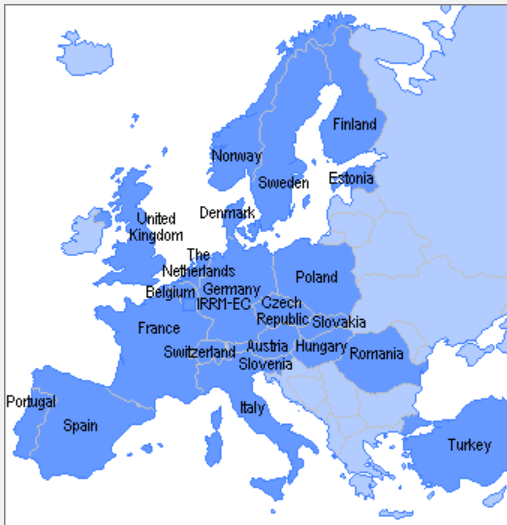 Finland
Norway
Estonia
Sweden
Denmark
United
Kingdom
The
Netherlands
Poland
Belgium
Germany
IRRM-EC
Czech
Republic
Slovakia
France
Switzerland
Austria
Hungary
Romania
Slovenia
Portugal
Spain
Italy
Turkey